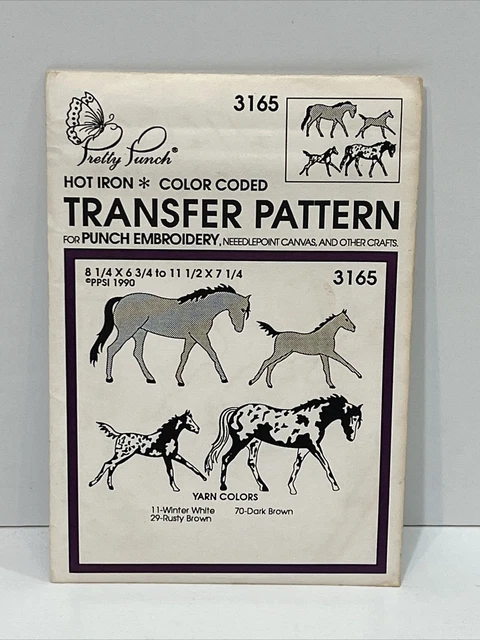 3165
Pretty Punch®
HOT IRON * COLOR CODED
TRANSFER PATTERN
FOR PUNCH EMBROIDERY, NEEEDLEPOINT CANVAS, AND OTHER CRAFTS.
8 1/4 X 6 3/4 to 11 1/2 X 7 1/4
©PPSI 1990
3165
YARN COLORS
11-Winter White 70-Dark Brown
29-Rusty Brown